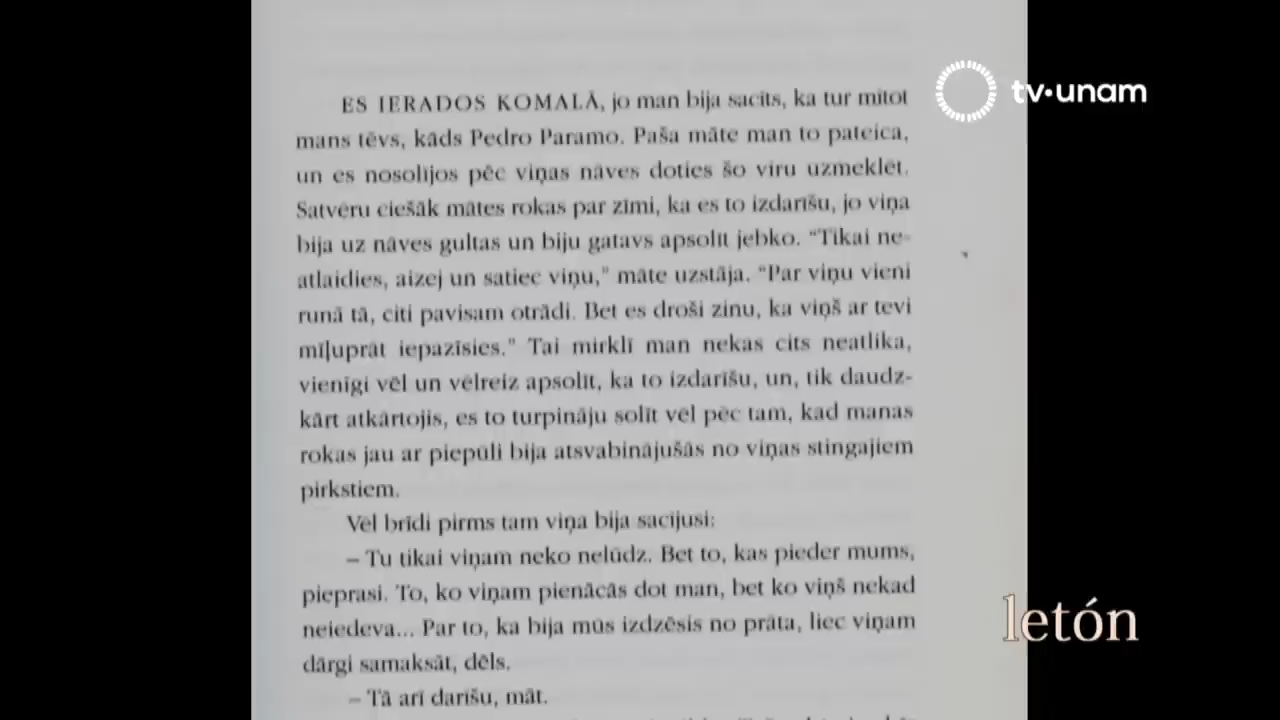 tv·unam
ES IERADOS KOMALĀ, jo man bija sacīts, ka tur mītot
mans tēvs, kāds Pedro Paramo. Paša māte man to pateica,
un es nosolījos pēc viņas nāves doties šo vīru uzmeklēt.
Satvēru ciešāk mātes rokas par zīmi, ka es to izdarīšu, jo viņa
bija uz nāves gultas un biju gatavs apsolīt jebko. “Tikai ne-
atlaidies, aizej un satiec viņu,” māte uzstāja. “Par viņu vieni
runā tā, citi pavisam otrādi. Bet es droši zinu, ka viņš ar tevi
mīļuprāt iepazīsies.” Tai mirklī man nekas cits neatlika,
vienīgi vēl un vēlreiz apsolīt, ka to izdarīšu, un, tik daudz-
kārt atkārtojis, es to turpināju solīt vēl pēc tam, kad manas
rokas jau ar piepūli bija atsvabinājušās no viņas stingajiem
pirkstiem.
Vēl brīdi pirms tam viņa bija sacījusi:
– Tu tikai viņam neko nelūdz. Bet to, kas pieder mums,
pieprasi. To, ko viņam pienācās dot man, bet ko viņš nekad
neiedeva... Par to, ka bija mūs izdzēsis no prāta, liec viņam
dārgi samaksāt, dēls.
– Tā arī darīšu, māt.
letón